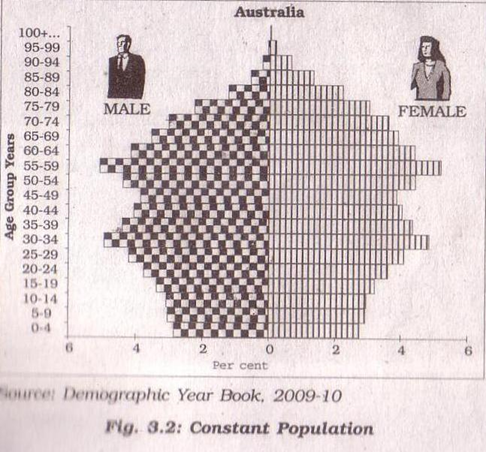 Australia
100+...
95-99
90-94
85-89
80-84
75-79
70-74
65-69
60-64
55-59
50-54
45-49
40-44
35-39
30-34
25-29
20-24
15-19
10-14
5-9
0-4
Age Group Years
MALE
FEMALE
6 4 2 0 2 4 6
Per cent
Source: Demographic Year Book, 2009-10
Fig. 3.2: Constant Population